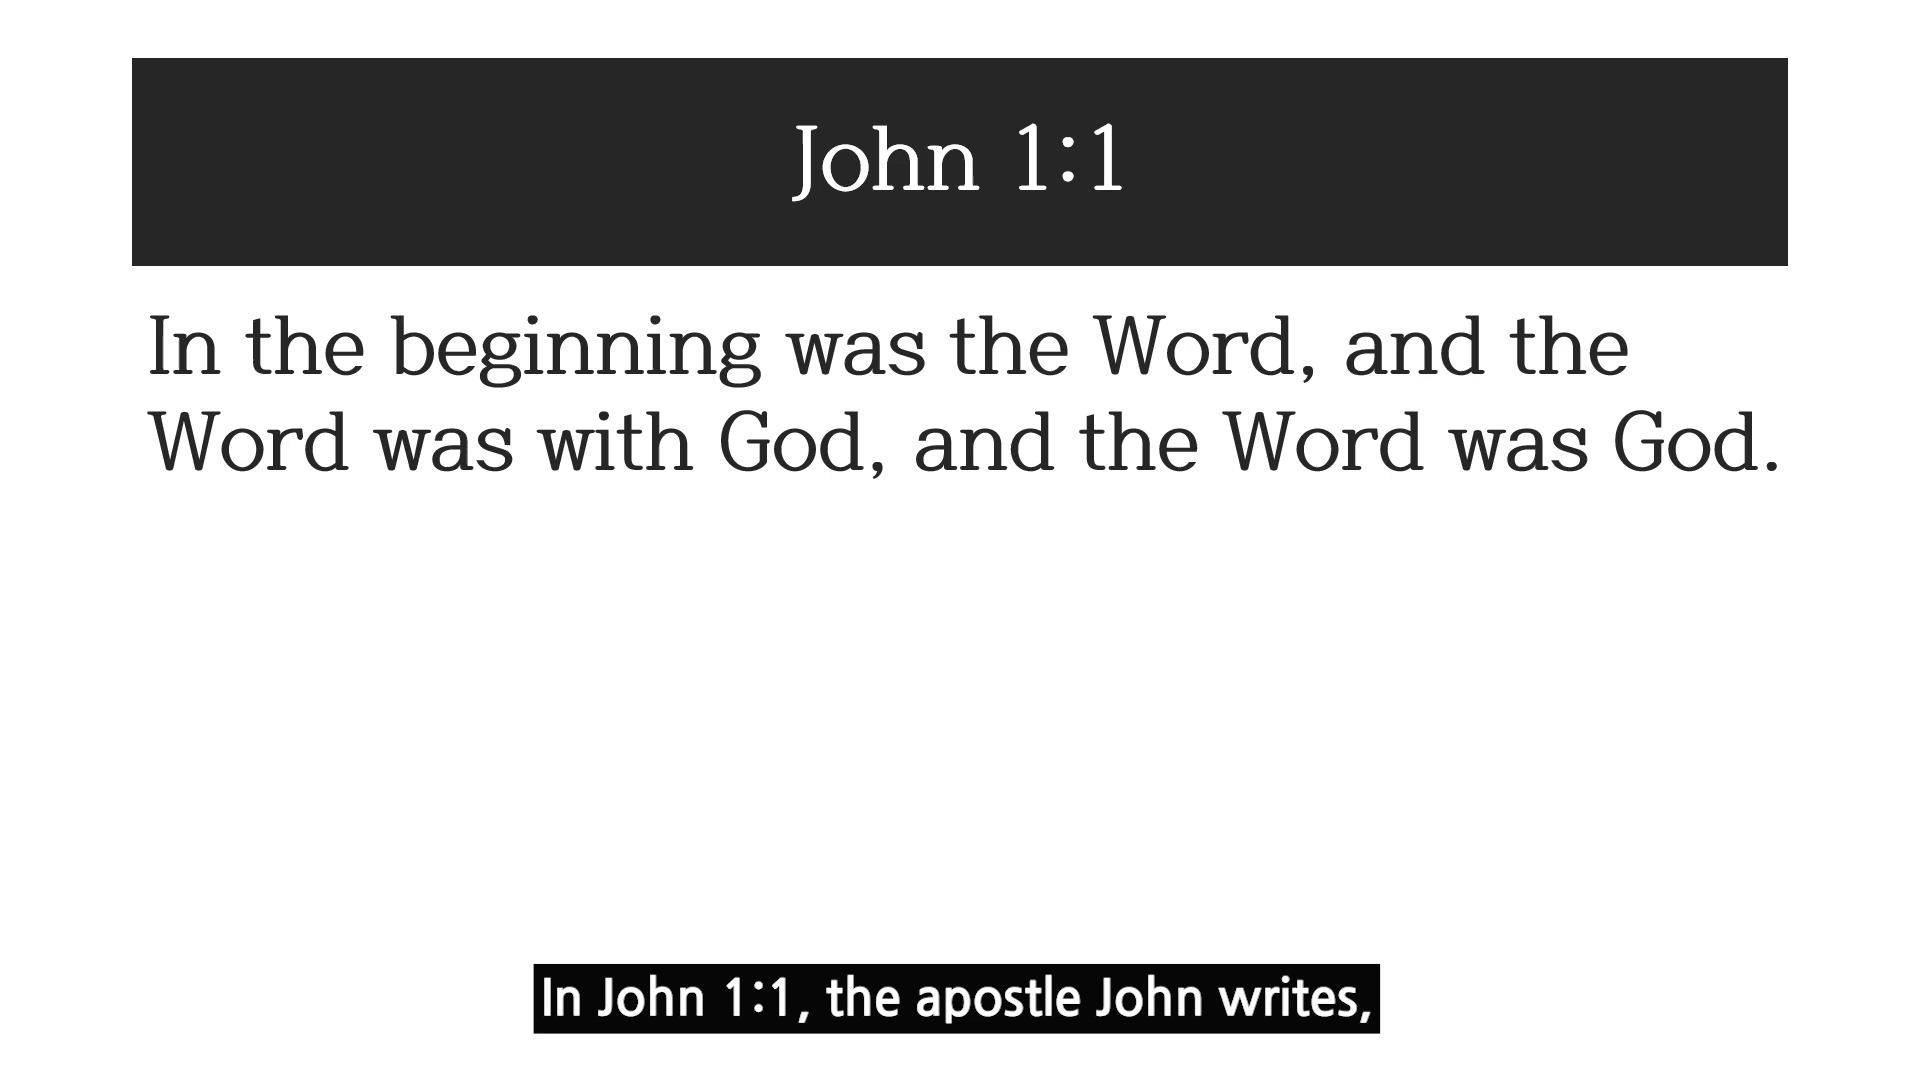 John 1:1
In the beginning was the Word, and the
Word was with God, and the Word was God.
In John 1:1, the apostle John writes,